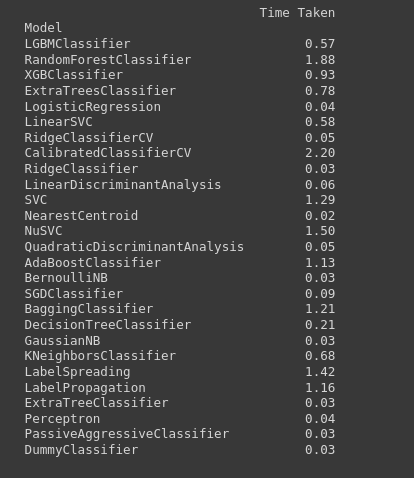 Time Taken
Model
LGBMClassifier 0.57
RandomForestClassifier 1.88
XGBClassifier 0.93
ExtraTreesClassifier 0.78
LogisticRegression 0.04
LinearSVC 0.58
RidgeClassifierCV 0.05
CalibratedClassifierCV 2.20
RidgeClassifier 0.03
LinearDiscriminantAnalysis 0.06
SVC 1.29
NearestCentroid 0.02
NuSVC 1.50
QuadraticDiscriminantAnalysis 0.05
AdaBoostClassifier 1.13
BernoulliNB 0.03
SGDClassifier 0.09
BaggingClassifier 1.21
DecisionTreeClassifier 0.21
GaussianNB 0.03
KNeighborsClassifier 0.68
LabelSpreading 1.42
LabelPropagation 1.16
ExtraTreeClassifier 0.03
Perceptron 0.04
PassiveAggressiveClassifier 0.03
DummyClassifier 0.03